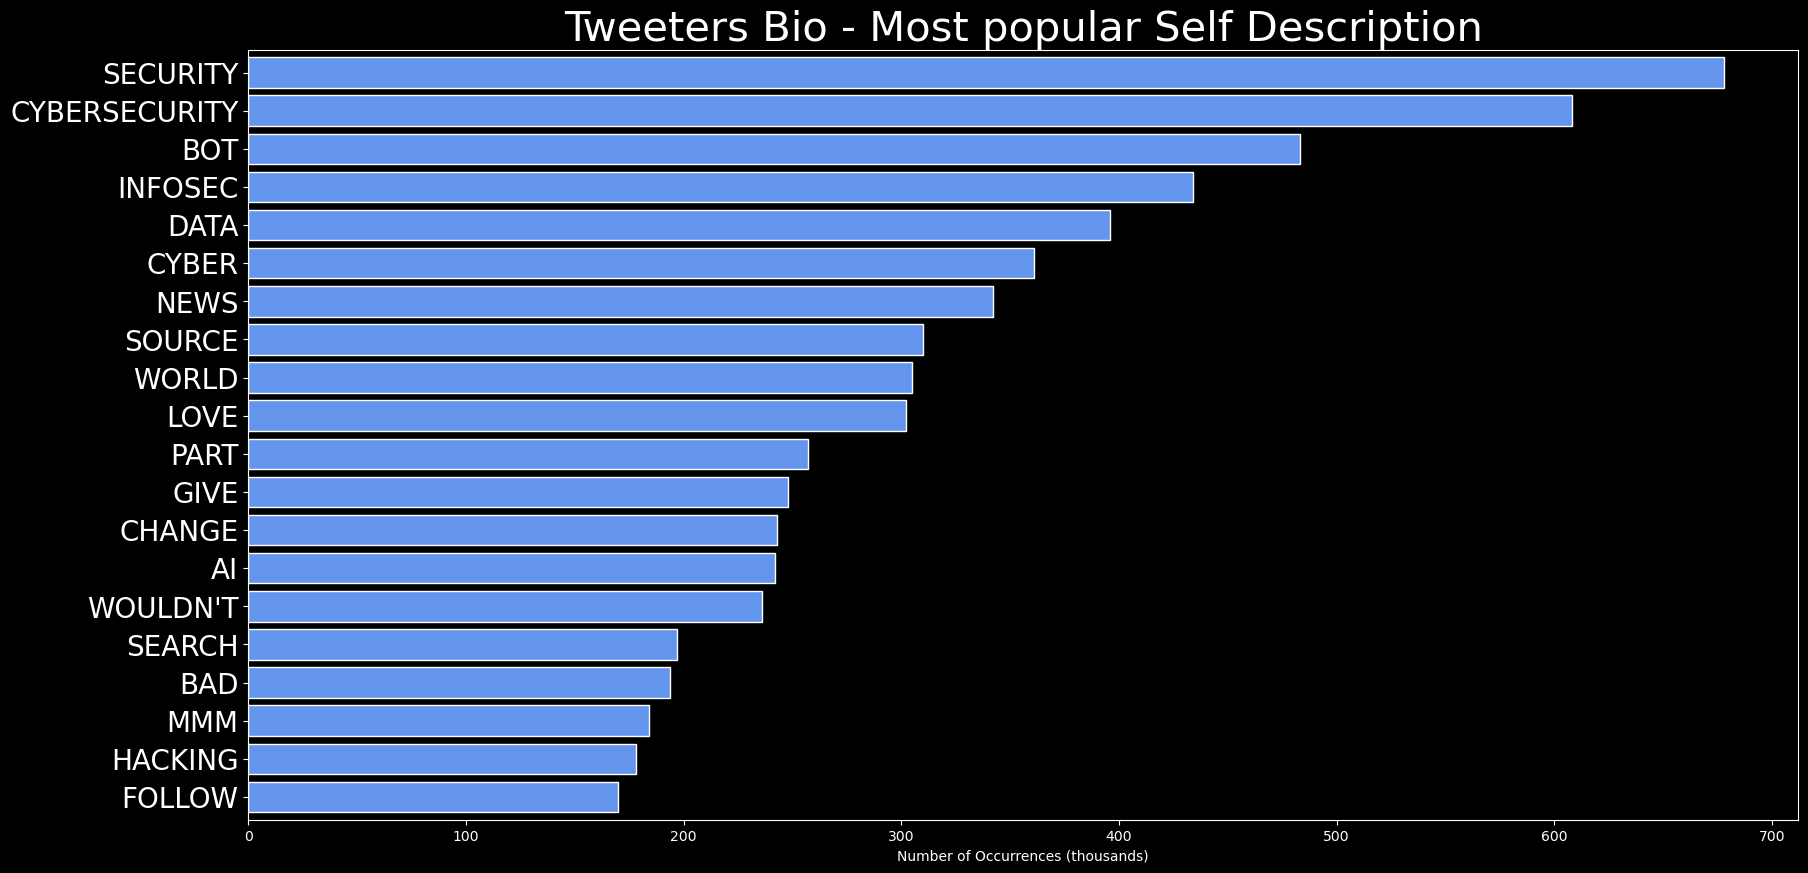 Tweeters Bio - Most popular Self Description
SECURITY
CYBERSECURITY
BOT
INFOSEC
DATA
CYBER
NEWS
SOURCE
WORLD
LOVE
PART
GIVE
CHANGE
AI
WOULDN'T
SEARCH
BAD
MMM
HACKING
FOLLOW
0 100 200 300 400 500 600 700
Number of Occurrences (thousands)